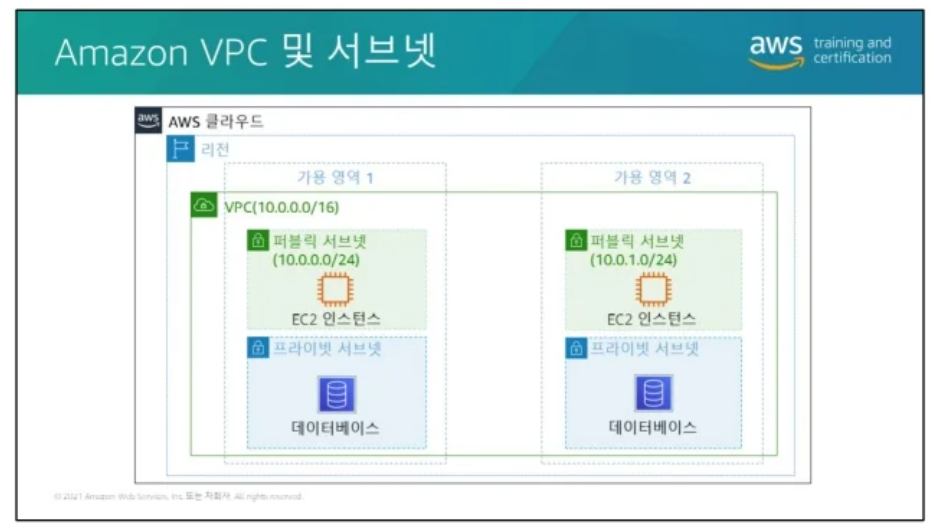 Amazon VPC 및 서브넷
aws training and
certification
aws AWS 클라우드
리전
가용 영역 1
가용 영역 2
VPC(10.0.0.0/16)
퍼블릭 서브넷
(10.0.0.0/24)
EC2 인스턴스
프라이빗 서브넷
데이터베이스
퍼블릭 서브넷
(10.0.1.0/24)
EC2 인스턴스
프라이빗 서브넷
데이터베이스
© 2021 Amazon Web Services, Inc. 또는 자회사. All rights reserved.